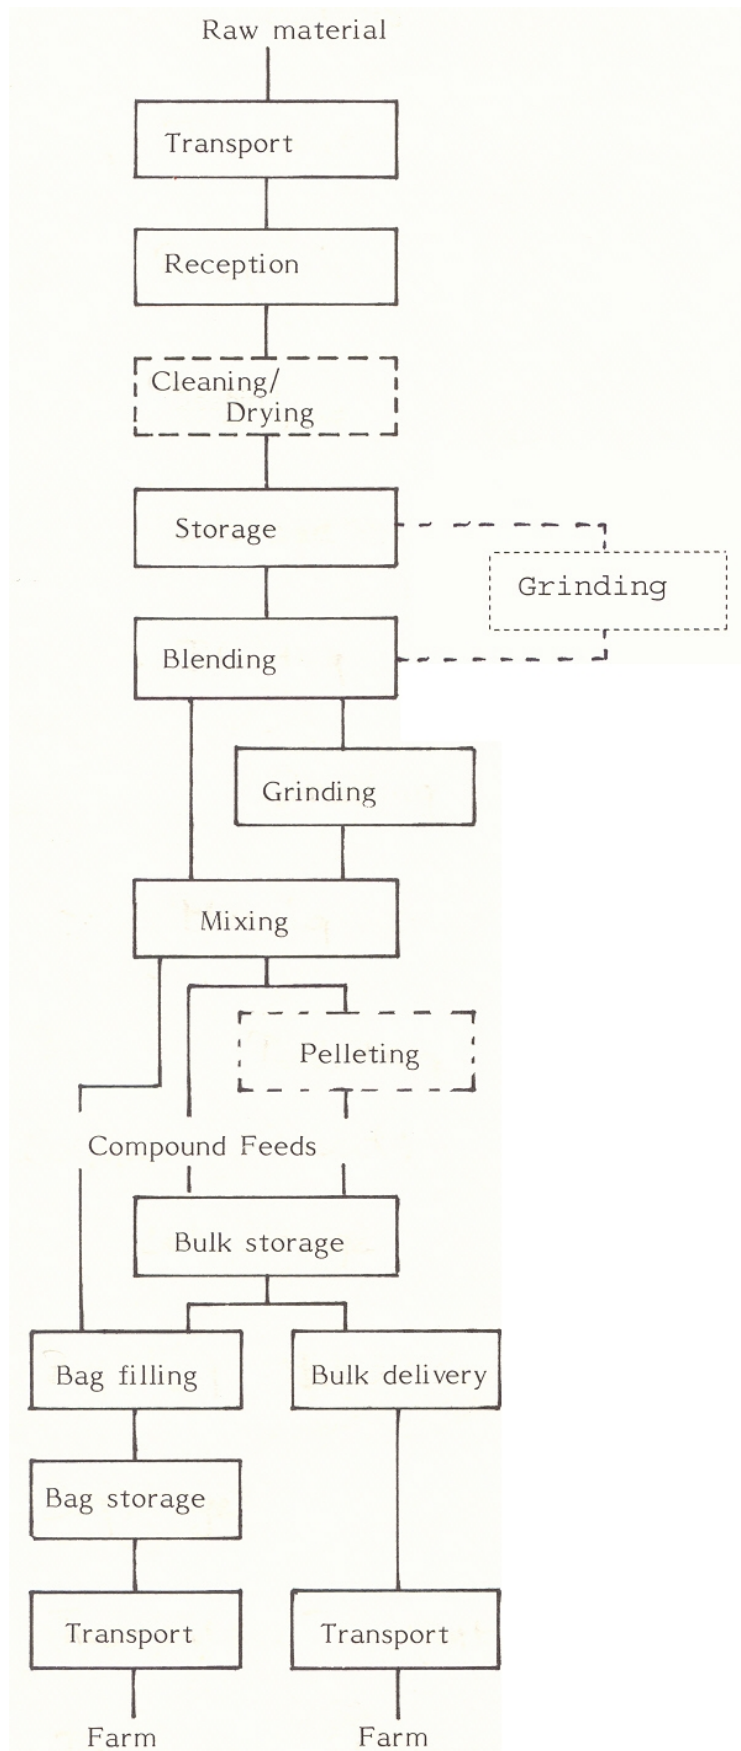 Raw material
Transport
Reception
Cleaning/
Drying
Storage
Grinding
Blending
Grinding
Mixing
Pelleting
Compound Feeds
Bulk storage
Bag filling
Bulk delivery
Bag storage
Transport
Transport
Farm
Farm